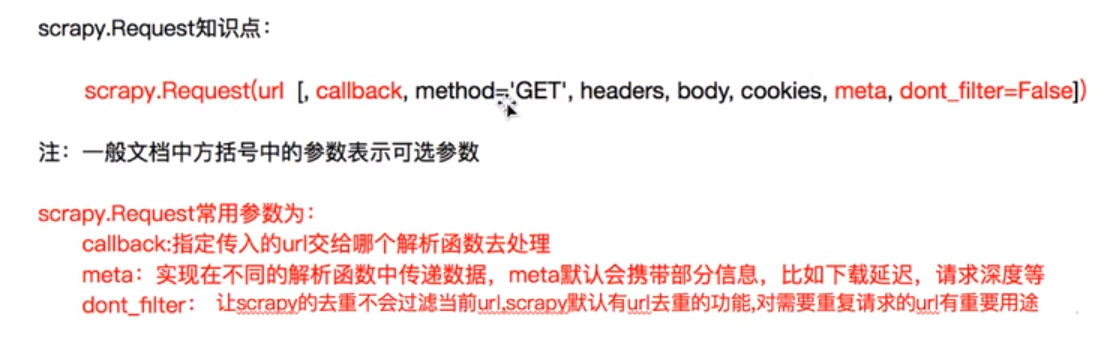 scrapy.Request知识点：
scrapy.Request(url [, callback, method='GET', headers, body, cookies, meta, dont_filter=False])
注：一般文档中方括号中的参数表示可选参数
scrapy.Request常用参数为：
callback:指定传入的url交给哪个解析函数去处理
meta：实现在不同的解析函数中传递数据，meta默认会携带部分信息，比如下载延迟，请求深度等
dont_filter： 让scrapy的去重不会过滤当前url,scrapy默认有url去重的功能,对需要重复请求的url有重要用途